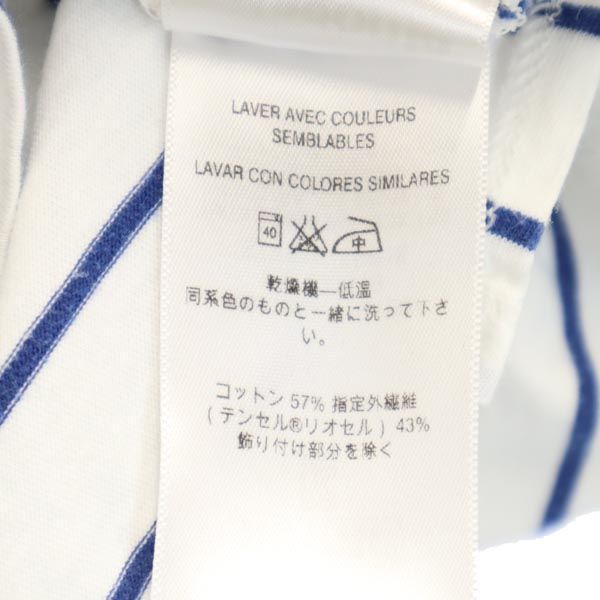 LAVER AVEC COULEURS
SEMBLABLES
LAVAR CON COLORES SIMILARES
40 中
乾燥機—低温
同系色のものと一緒に洗って下さ
い。
コットン 57% 指定外繊維
( テンセル®リオセル ) 43%
飾り付け部分を除く